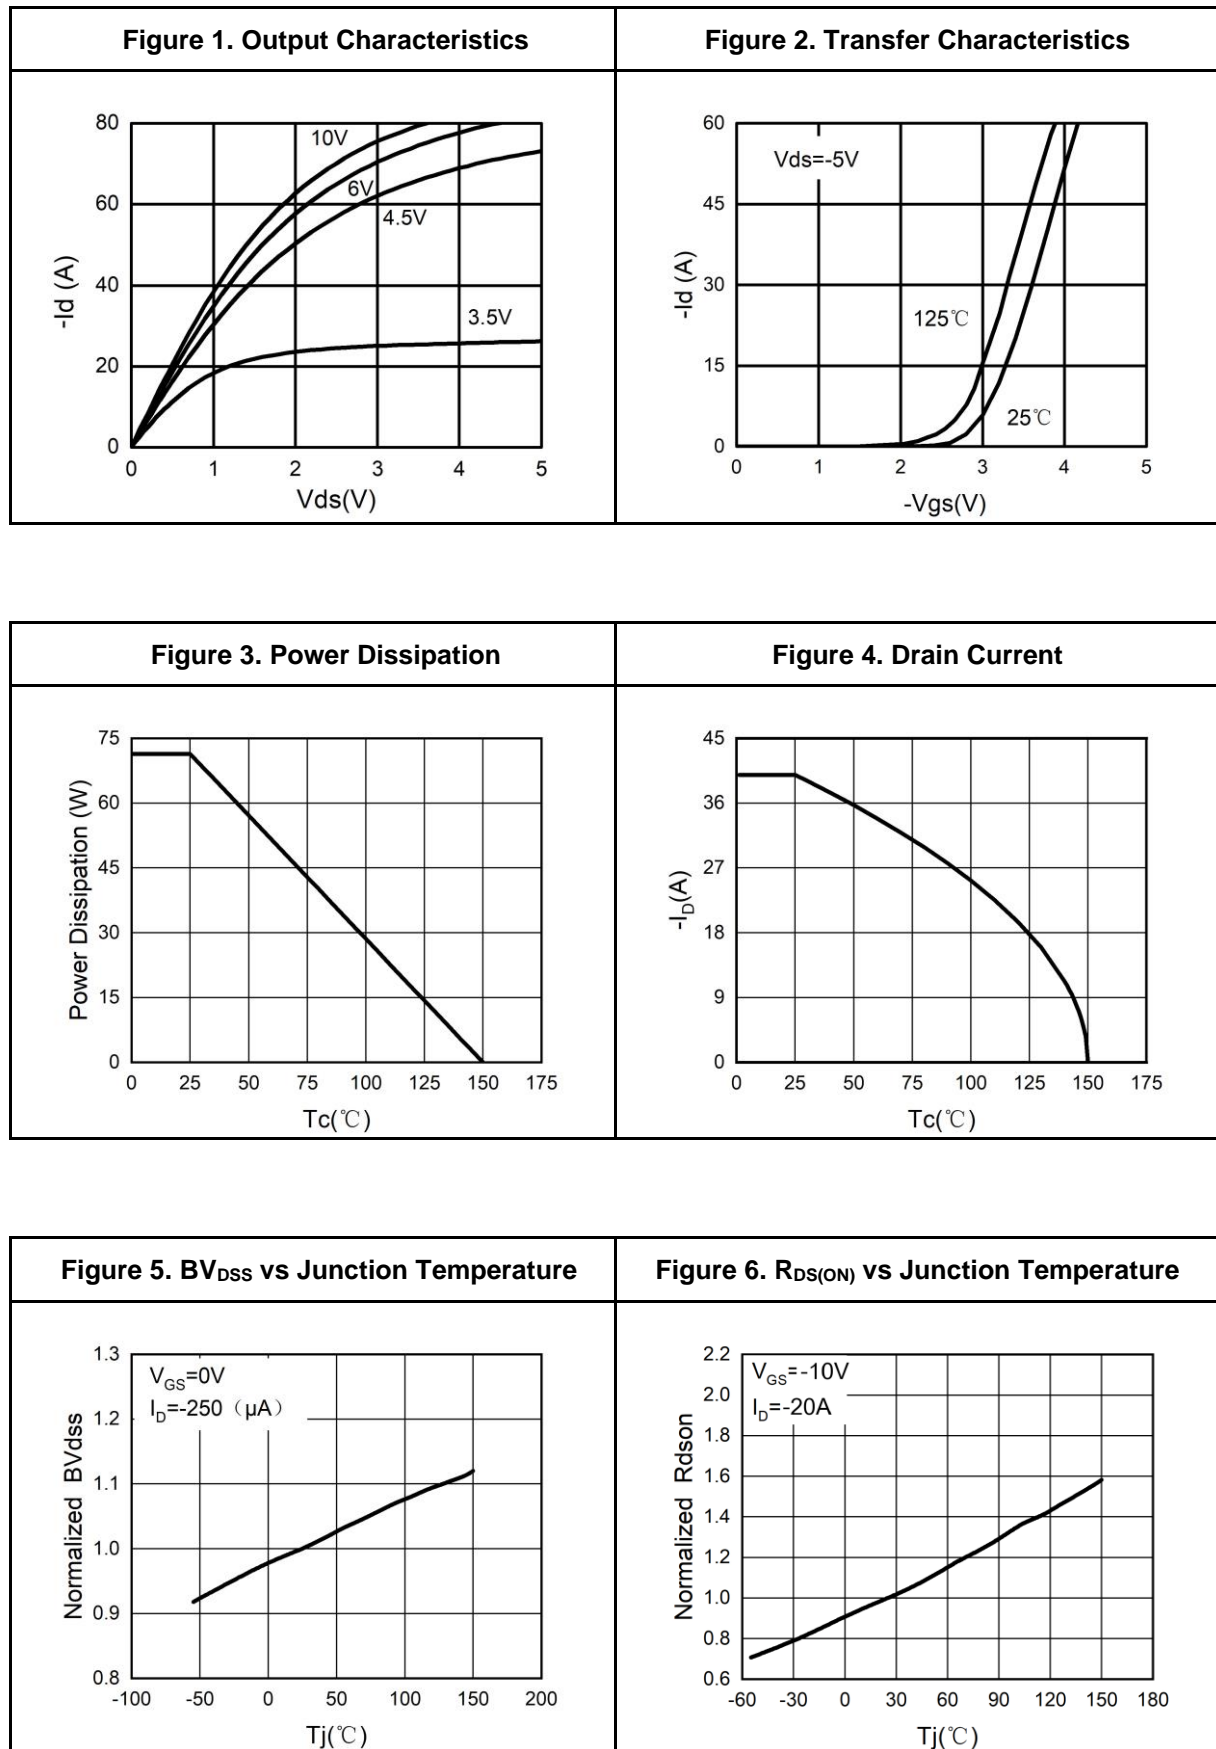 Figure 1. Output Characteristics
Figure 2. Transfer Characteristics
80
60
40
20
0
-Id (A)
10V
6V
4.5V
3.5V
0 1 2 3 4 5
Vds(V)
60
45
30
15
0
-Id (A)
Vds=-5V
125℃
25℃
0 1 2 3 4 5
-Vgs(V)
Figure 3. Power Dissipation
Figure 4. Drain Current
75
60
45
30
15
0
Power Dissipation (W)
0 25 50 75 100 125 150 175
Tc(℃)
45
36
27
18
9
0
-ID(A)
0 25 50 75 100 125 150 175
Tc(℃)
Figure 5. BVDSS vs Junction Temperature
Figure 6. RDS(ON) vs Junction Temperature
1.3
1.2
1.1
1.0
0.9
0.8
Normalized BVdss
VGS=0V
ID=-250（μA）
-100 -50 0 50 100 150 200
Tj(℃)
2.2
2.0
1.8
1.6
1.4
1.2
1.0
0.8
0.6
Normalized Rdson
VGS=-10V
ID=-20A
-60 -30 0 30 60 90 120 150 180
Tj(℃)